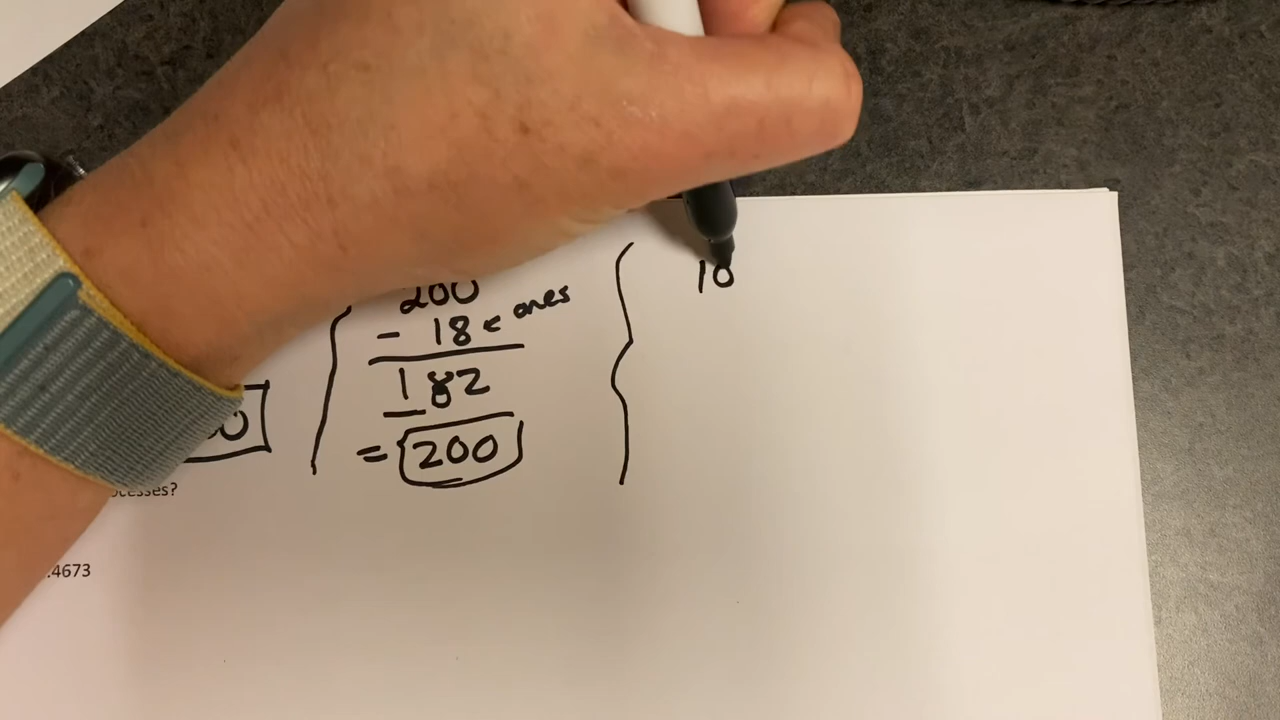 200
- 18 < ones
182
= 200
10
ocesses?
.4673